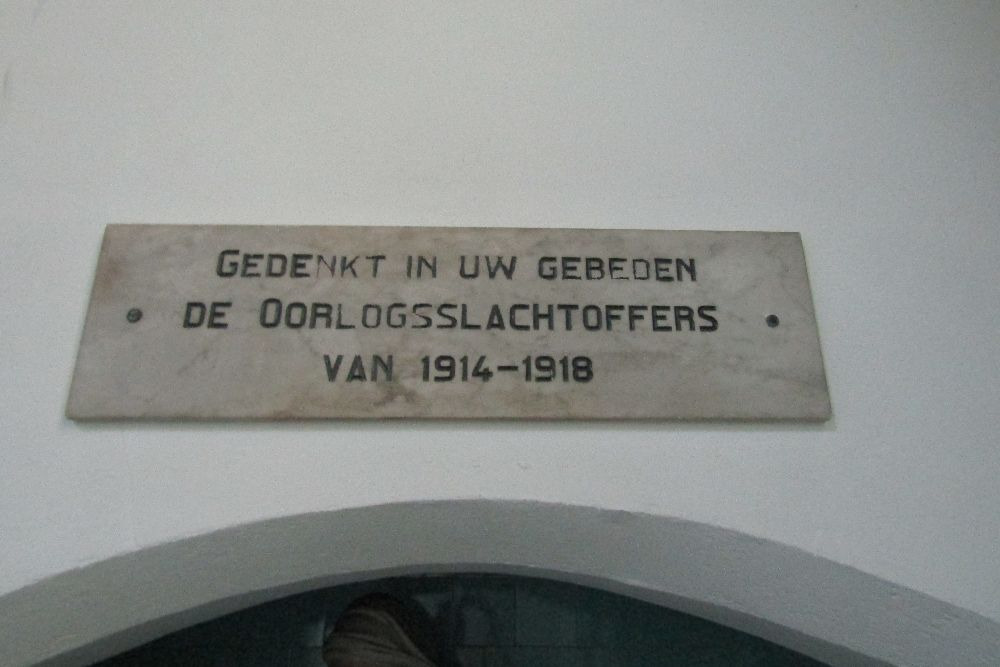 GEDENKT IN UW GEBEDEN
DE OORLOGSSLACHTOFFERS
VAN 1914-1918